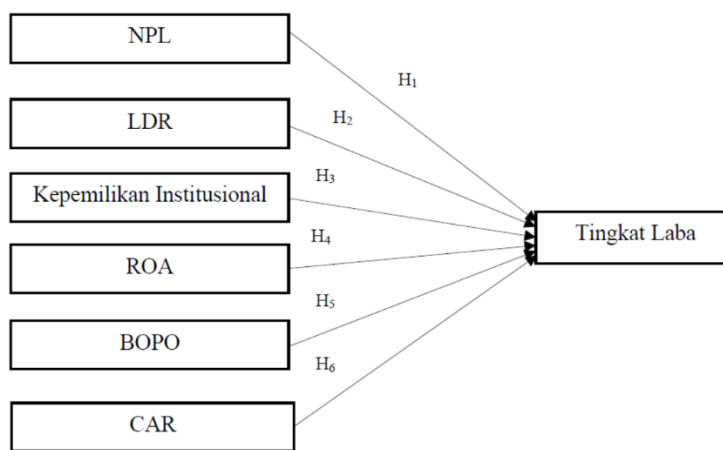 NPL
H₁
LDR
H₂
Kepemilikan Institusional
H₃
Tingkat Laba
ROA
H₄
BOPO
H₅
CAR
H₆